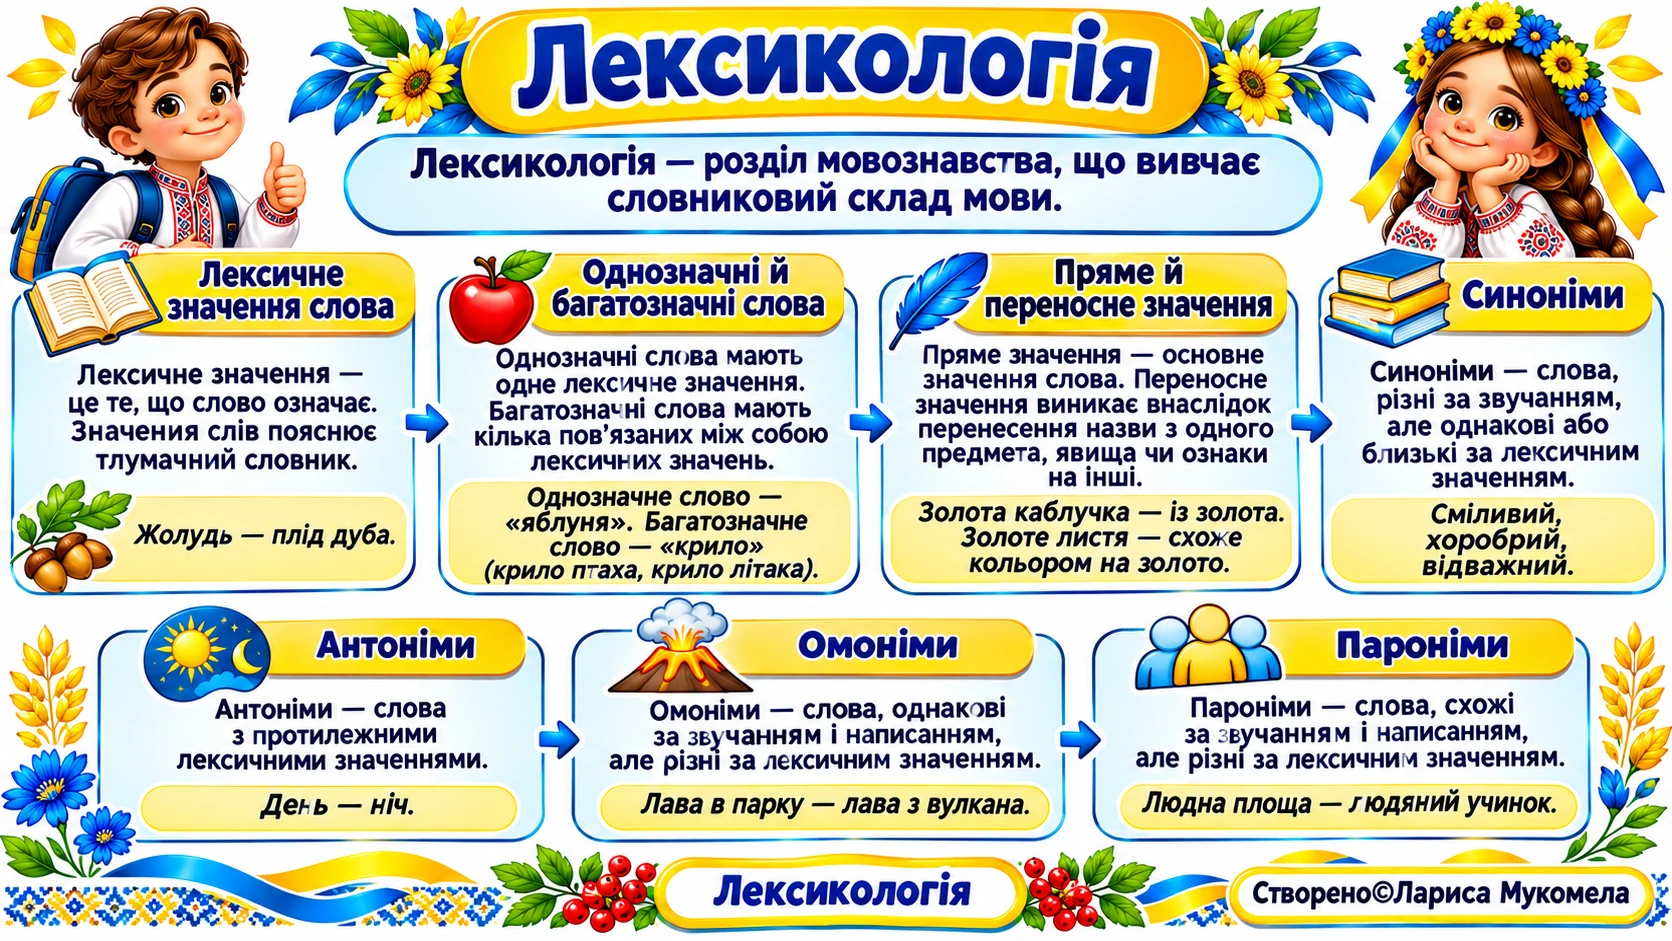 Лексикологія
Лексикологія — розділ мовознавства, що вивчає
словниковий склад мови.
Лексичне
значення слова
Лексичне значення —
це те, що слово означає.
Значення слів пояснює
тлумачний словник.
Жолудь — плід дуба.
Однозначні й
багатозначні слова
Однозначні слова мають
одне лексичне значення.
Багатозначні слова мають
кілька пов’язаних між собою
лексичних значень.
Однозначне слово —
«яблуня». Багатозначне
слово — «крило»
(крило птаха, крило літака).
Пряме й
переносне значення
Пряме значення — основне
значення слова. Переносне
значення виникає внаслідок
перенесення назви з одного
предмета, явища чи ознаки
на інші.
Золота каблучка — із золота.
Золоте листя — схоже
кольором на золото.
Синоніми
Синоніми — слова,
різні за звучанням,
але однакові або
близькі за лексичним
значенням.
Сміливий,
хоробрий,
відважний.
Антоніми
Антоніми — слова
з протилежними
лексичними значеннями.
День — ніч.
Омоніми
Омоніми — слова, однакові
за звучанням і написанням,
але різні за лексичним значенням.
Лава в парку — лава з вулкана.
Пароніми
Пароніми — слова, схожі
за звучанням і написанням,
але різні за лексичним значенням.
Людна площа — людяний учинок.
Лексикологія
Створено©Лариса Мукомела